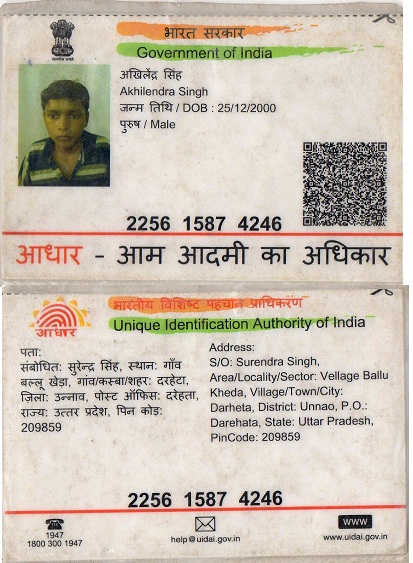 भारत सरकार
Government of India
अखिलेंद्र सिंह
Akhilendra Singh
जन्म तिथि / DOB : 25/12/2000
पुरुष / Male
2256 1587 4246
आधार - आम आदमी का अधिकार
भारतीय विशिष्ट पहचान प्राधिकरण
Unique Identification Authority of India
आधार
पता:
संबोधित: सुरेन्द्र सिंह, स्थान: गाँव
बल्लू खेड़ा, गांव/कस्बा/शहर: दरहेटा,
जिला: उन्नाव, पोस्ट ऑफिस: दरेहता,
राज्य: उत्तर प्रदेश, पिन कोड:
209859
Address:
S/O: Surendra Singh,
Area/Locality/Sector: Vellage Ballu
Kheda, Village/Town/City:
Darheta, District: Unnao, P.O.:
Darehata, State: Uttar Pradesh,
PinCode: 209859
2256 1587 4246
1947
1800 300 1947
help@uidai.gov.in
www
www.uidai.gov.in